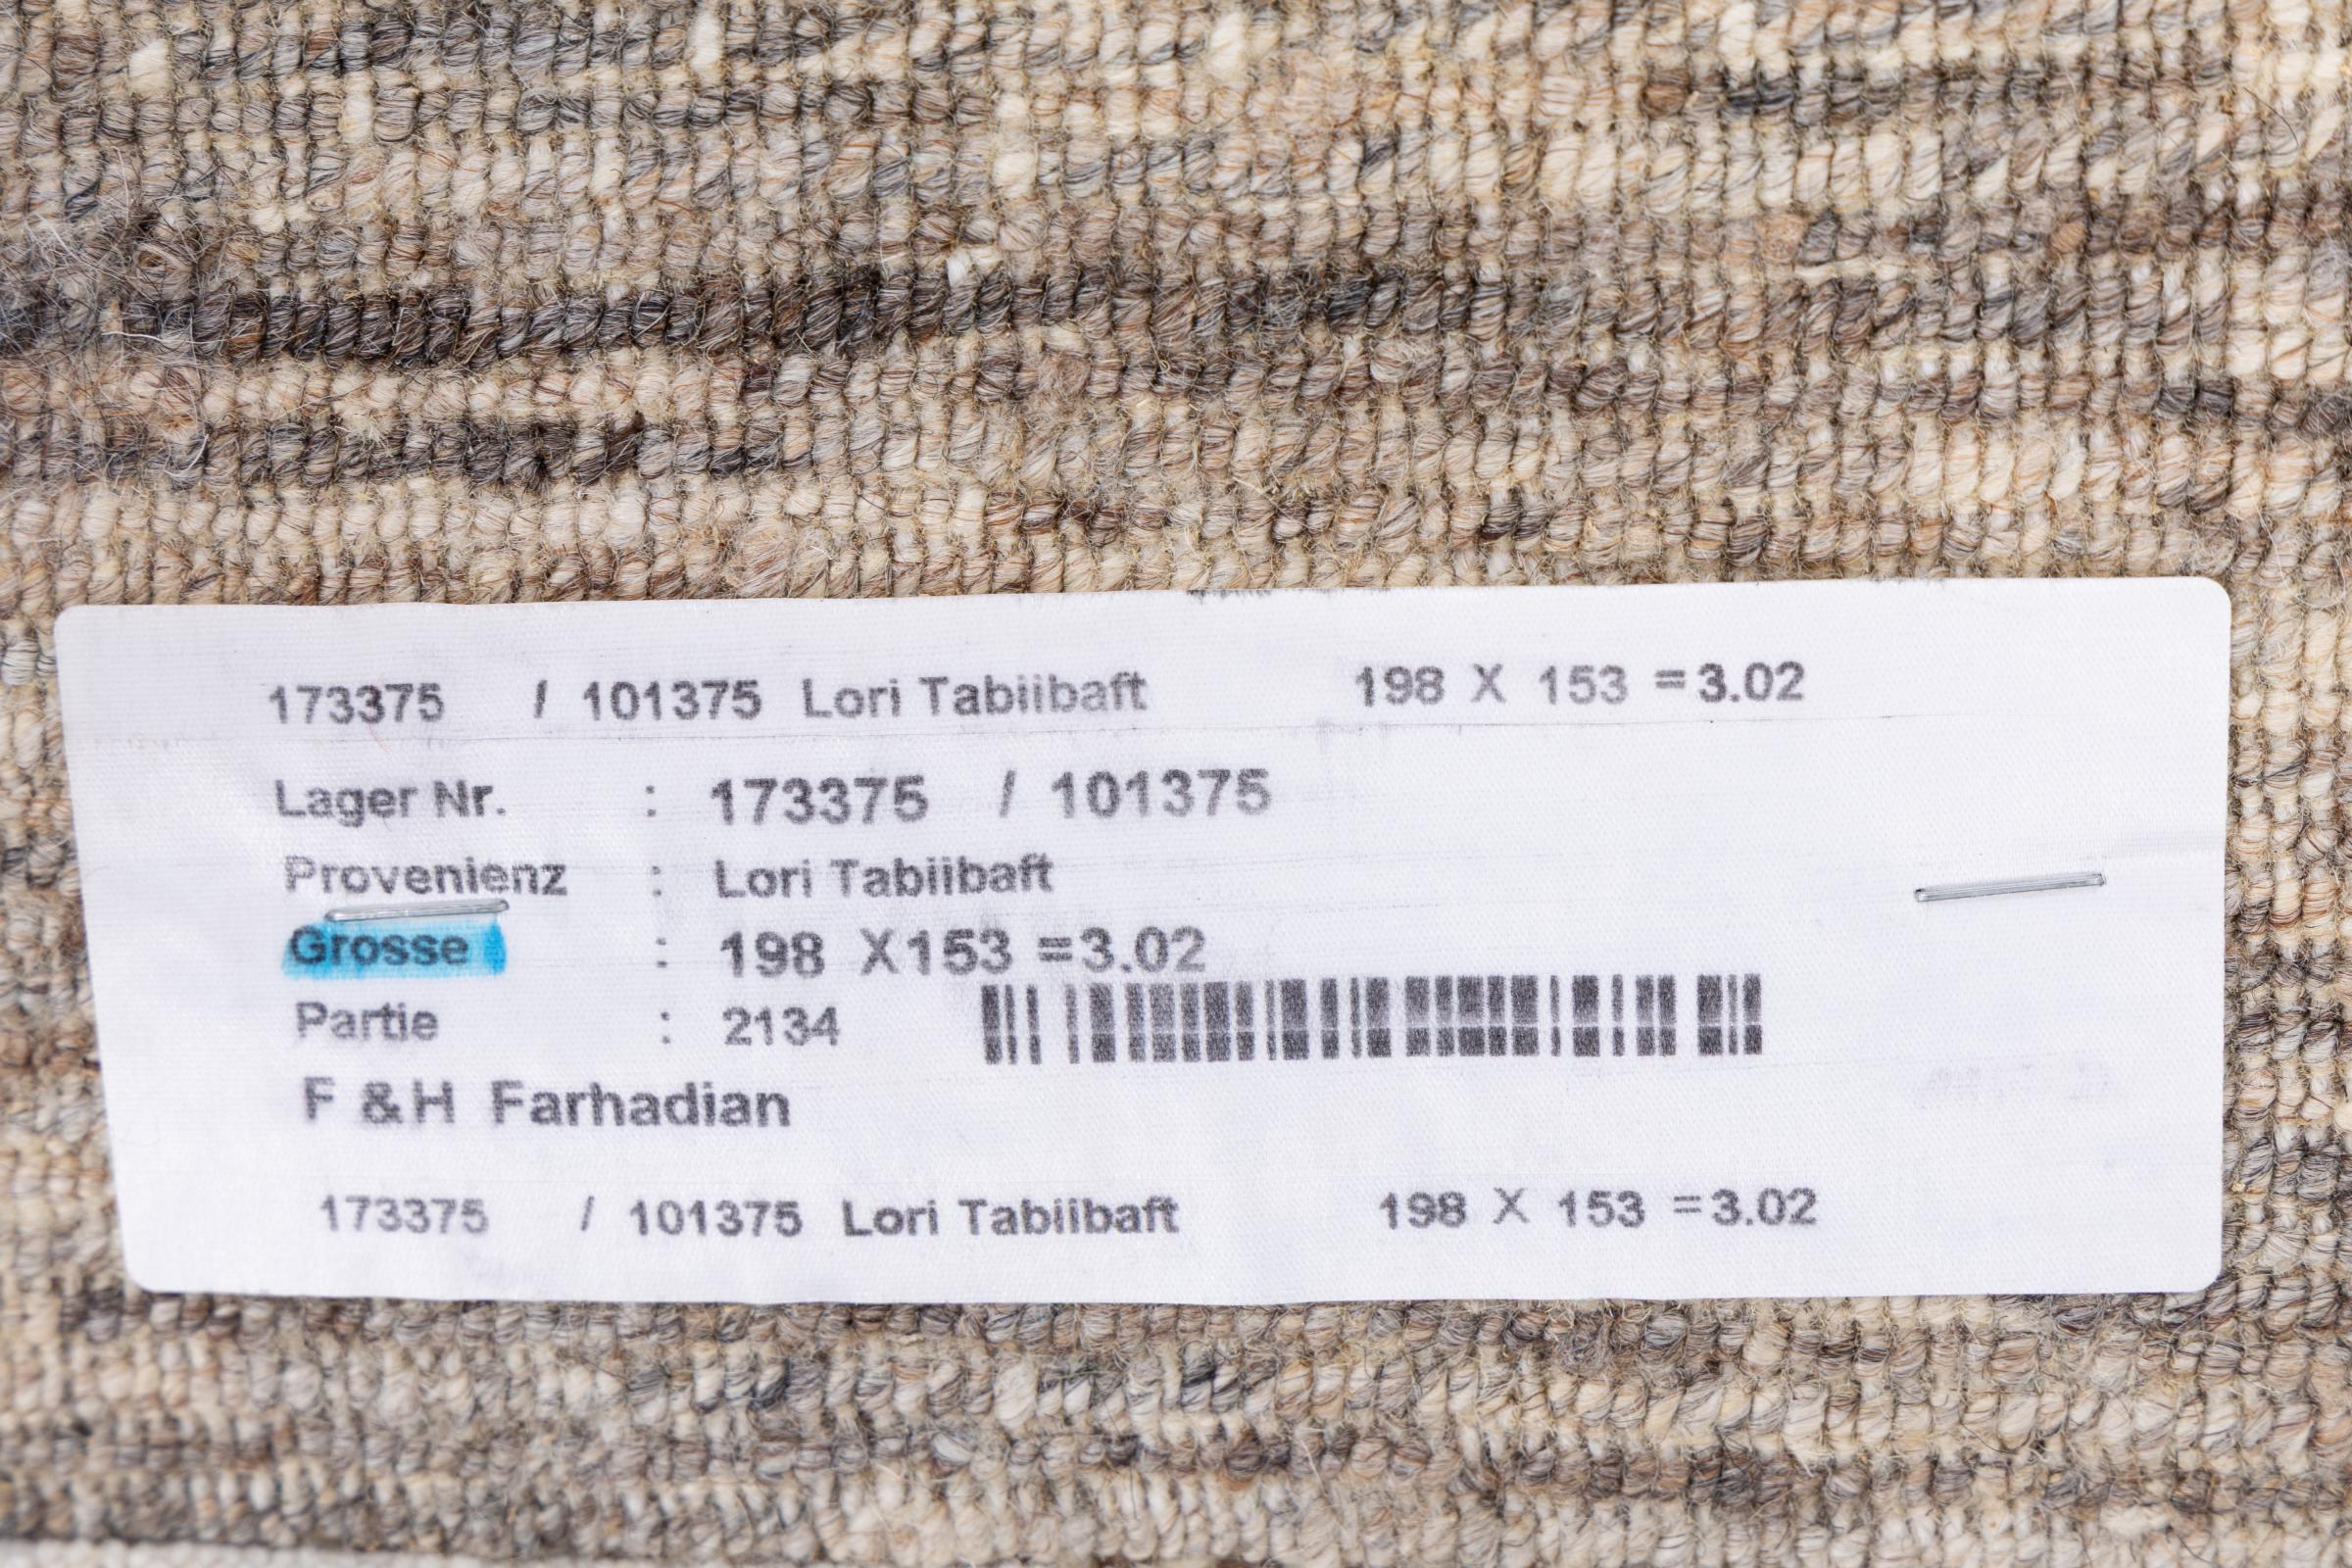 173375 / 101375 Lori Tabiibaft 198 X 153 =3.02
Lager Nr. : 173375 / 101375
Provenienz : Lori Tabiibaft
Grosse : 198 X153 =3.02
Partie : 2134
F & H Farhadian
173375 / 101375 Lori Tabiibaft 198 X 153 =3.02